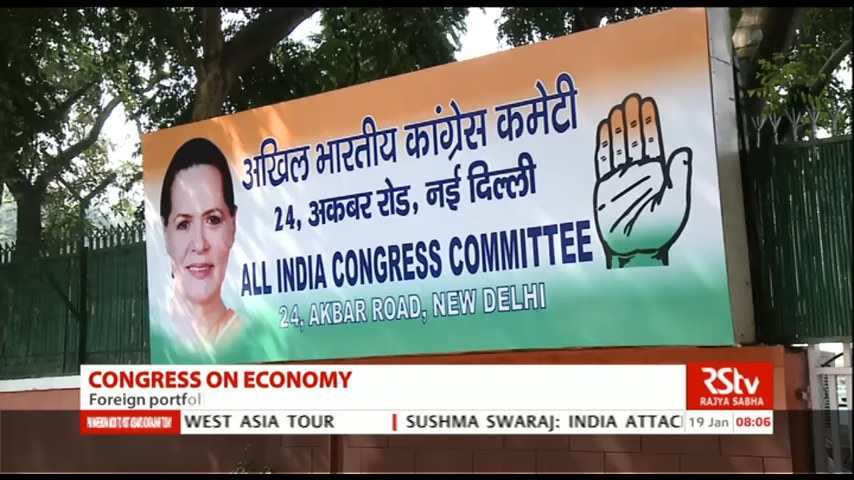 अखिल भारतीय कांग्रेस कमेटी
24, अकबर रोड, नई दिल्ली
ALL INDIA CONGRESS COMMITTEE
24, AKBAR ROAD, NEW DELHI
CONGRESS ON ECONOMY
Foreign portfol
RStv
RAJYA SABHA
WEST ASIA TOUR
SUSHMA SWARAJ: INDIA ATTAC
19 Jan 08:06